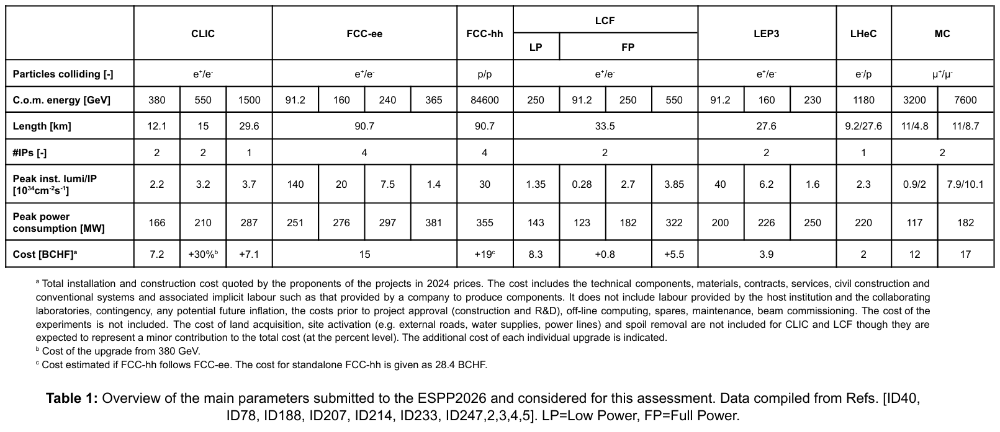 CLIC FCC-ee FCC-hh LCF LEP3 LHeC MC
LP FP
Particles colliding [-] e⁺/e⁻ e⁺/e⁻ p/p e⁺/e⁻ e⁺/e⁻ e⁻/p µ⁺/µ⁻
C.o.m. energy [GeV] 380 550 1500 91.2 160 240 365 84600 250 91.2 250 550 91.2 160 230 1180 3200 7600
Length [km] 12.1 15 29.6 90.7 90.7 33.5 27.6 9.2/27.6 11/4.8 11/8.7
#IPs [-] 2 2 1 4 4 2 2 1 2
Peak inst. lumi/IP
[10³⁴cm⁻²s⁻¹] 2.2 3.2 3.7 140 20 7.5 1.4 30 1.35 0.28 2.7 3.85 40 6.2 1.6 2.3 0.9/2 7.9/10.1
Peak power
consumption [MW] 166 210 287 251 276 297 381 355 143 123 182 322 200 226 250 220 117 182
Cost [BCHF]ᵃ 7.2 +30%ᵇ +7.1 15 +19ᶜ 8.3 +0.8 +5.5 3.9 2 12 17
ᵃ Total installation and construction cost quoted by the proponents of the projects in 2024 prices. The cost includes the technical components, materials, contracts, services, civil construction and
conventional systems and associated implicit labour such as that provided by a company to produce components. It does not include labour provided by the host institution and the collaborating
laboratories, contingency, any potential future inflation, the costs prior to project approval (construction and R&D), off-line computing, spares, maintenance, beam commissioning. The cost of the
experiments is not included. The cost of land acquisition, site activation (e.g. external roads, water supplies, power lines) and spoil removal are not included for CLIC and LCF though they are
expected to represent a minor contribution to the total cost (at the percent level). The additional cost of each individual upgrade is indicated.
ᵇ Cost of the upgrade from 380 GeV.
ᶜ Cost estimated if FCC-hh follows FCC-ee. The cost for standalone FCC-hh is given as 28.4 BCHF.
Table 1: Overview of the main parameters submitted to the ESPP2026 and considered for this assessment. Data compiled from Refs. [ID40,
ID78, ID188, ID207, ID214, ID233, ID247,2,3,4,5]. LP=Low Power, FP=Full Power.